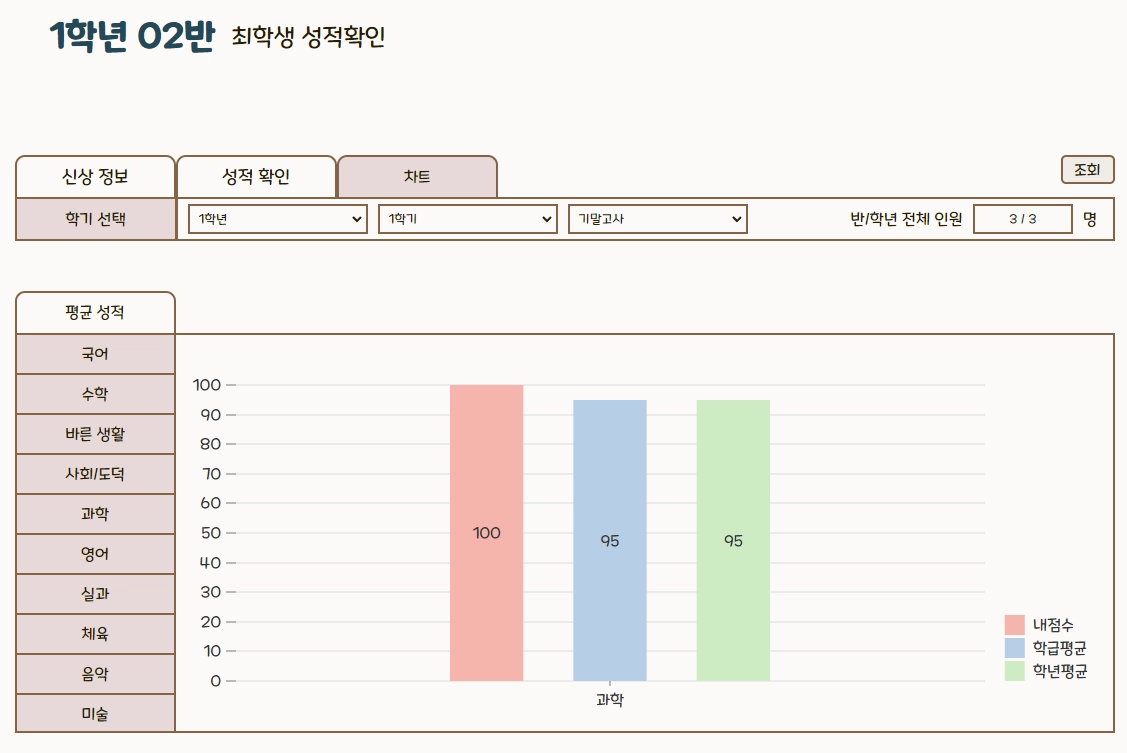 1학년 02반 최학생 성적확인
신상 정보 성적 확인 차트 조회
학기 선택 1학년 1학기 기말고사 반/학년 전체 인원 3 / 3 명
평균 성적
국어
수학
바른 생활
사회/도덕
과학
영어
실과
체육
음악
미술
100
90
80
70
60
50
40
30
20
10
0
100 95 95
과학
내점수
학급평균
학년평균